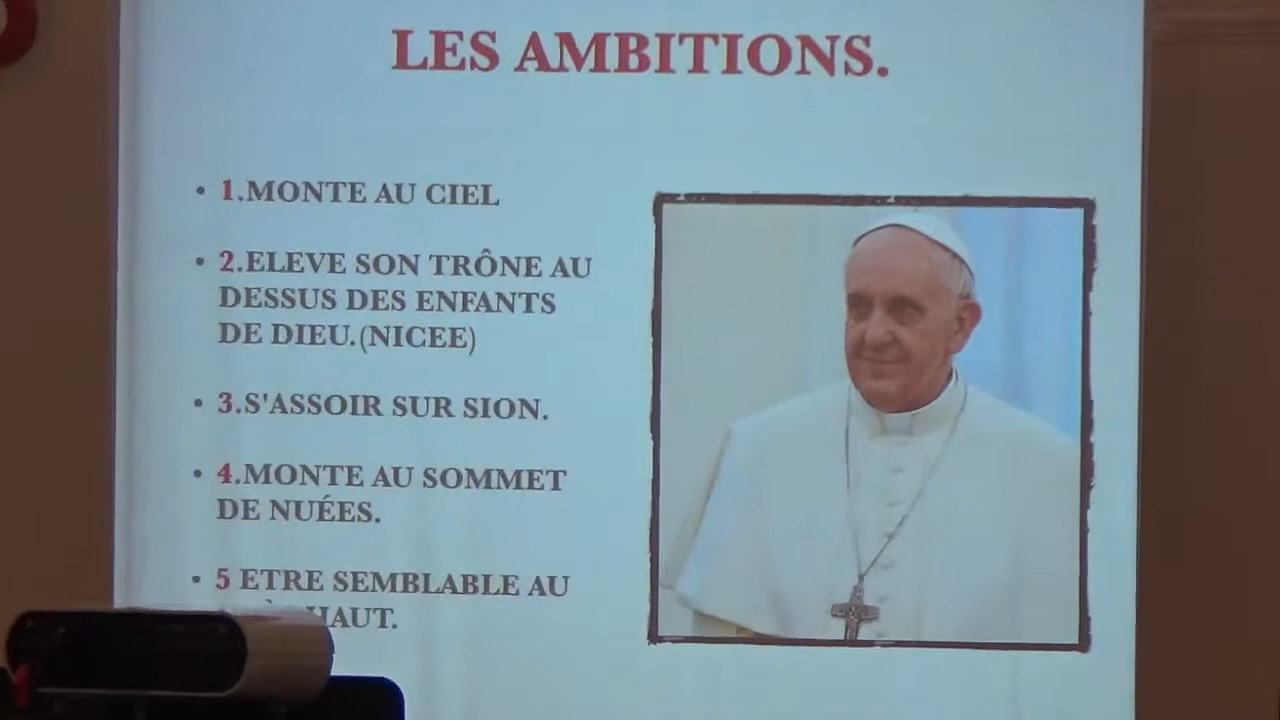 LES AMBITIONS.
• 1.MONTE AU CIEL
• 2.ELEVE SON TRÔNE AU
DESSUS DES ENFANTS
DE DIEU.(NICEE)
• 3.S'ASSOIR SUR SION.
• 4.MONTE AU SOMMET
DE NUÉES.
• 5 ETRE SEMBLABLE AU
HAUT.